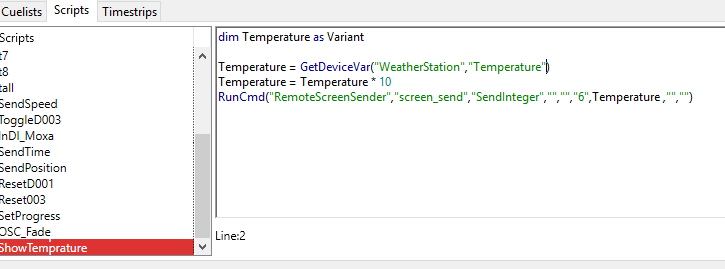 Cuelists Scripts Timestrips
Scripts
t7
t8
tall
SendSpeed
ToggleD003
InDI_Moxa
SendTime
SendPosition
ResetD001
Reset003
SetProgress
OSC_Fade
ShowTemprature
dim Temperature as Variant
Temperature = GetDeviceVar("WeatherStation","Temperature")
Temperature = Temperature * 10
RunCmd("RemoteScreenSender","screen_send","SendInteger","","","6",Temperature ,"","")
Line:2